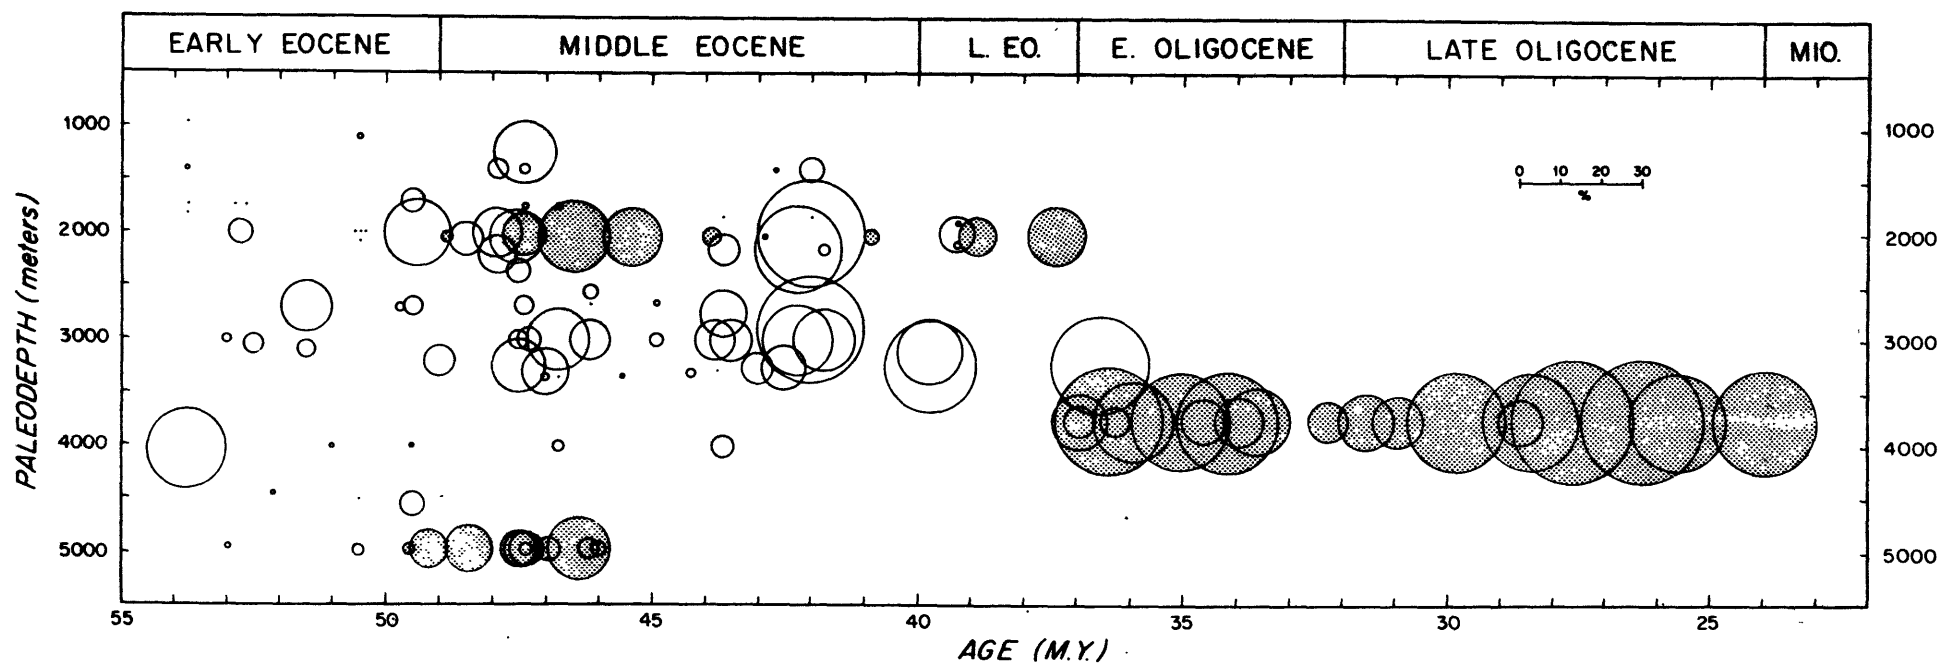 EARLY EOCENE MIDDLE EOCENE L. EO. E. OLIGOCENE LATE OLIGOCENE MIO.
1000 1000
0 10 20 30
%
2000 2000
3000 3000
4000 4000
5000 5000
PALEODEPTH (meters)
55 50 45 40 35 30 25
AGE (M.Y.)